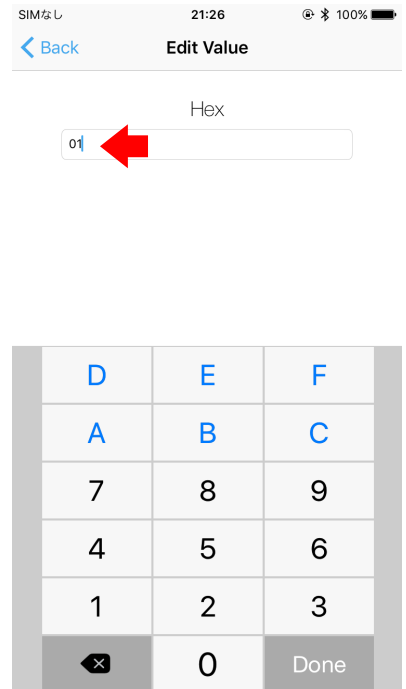 SIMなし 21:26 100%
Back Edit Value
Hex
01
D E F
A B C
7 8 9
4 5 6
1 2 3
0 Done